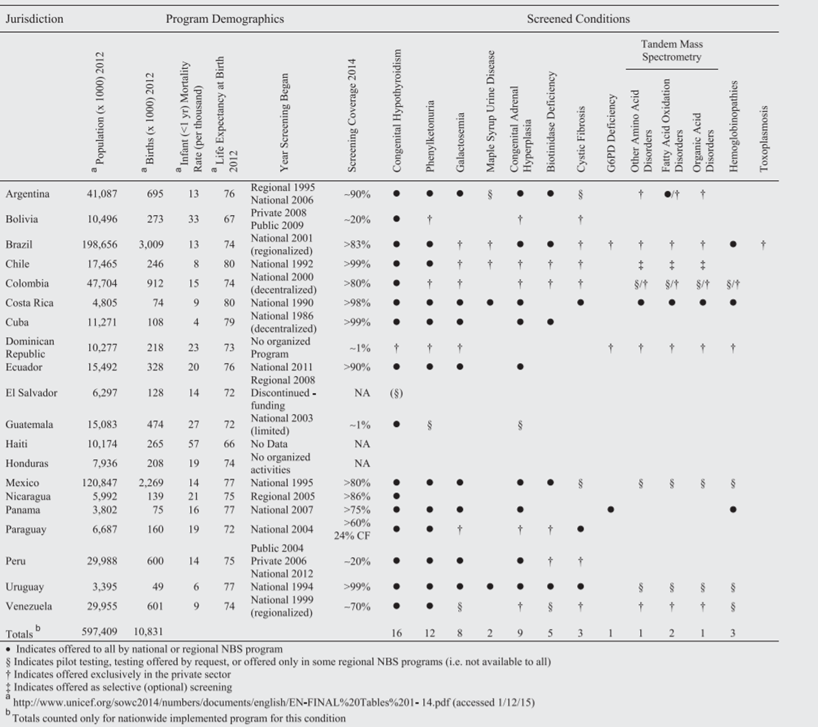 Jurisdiction Program Demographics Screened Conditions
Tandem Mass
Spectrometry
a Population (x 1000) 2012
a Births (x 1000) 2012
a Infant (<1 yr) Mortality
Rate (per thousand)
a Life Expectancy at Birth
2012
Year Screening Began
Screening Coverage 2014
Congenital Hypothyroidism
Phenylketonuria
Galactosemia
Maple Syrup Urine Disease
Congenital Adrenal
Hyperplasia
Biotinidase Deficiency
Cystic Fibrosis
G6PD Deficiency
Other Amino Acid
Disorders
Fatty Acid Oxidation
Disorders
Organic Acid
Disorders
Hemoglobinopathies
Toxoplasmosis
Argentina 41,087 695 13 76 Regional 1995 National 2006 ~90% ● ● ● § ● ● § † ●/† †
Bolivia 10,496 273 33 67 Private 2008 Public 2009 ~20% ● † † †
Brazil 198,656 3,009 13 74 National 2001 (regionalized) >83% ● ● † † ● ● † † † † † ● †
Chile 17,465 246 8 80 National 1992 >99% ● ● † † † † † ‡ ‡ ‡
Colombia 47,704 912 15 74 National 2000 (decentralized) >80% ● † † † † † §/† §/† §/† §/†
Costa Rica 4,805 74 9 80 National 1990 >98% ● ● ● ● ● ● ● ● ● ●
Cuba 11,271 108 4 79 National 1986 (decentralized) >99% ● ● ● ● ●
Dominican Republic 10,277 218 23 73 No organized Program ~1% † † † † † † † †
Ecuador 15,492 328 20 76 National 2011 >90% ● ● ● ●
El Salvador 6,297 128 14 72 Regional 2008 Discontinued - funding NA (§)
Guatemala 15,083 474 27 72 National 2003 (limited) ~1% ● § §
Haiti 10,174 265 57 66 No Data NA
Honduras 7,936 208 19 74 No organized activities NA
Mexico 120,847 2,269 14 77 National 1995 >80% ● ● ● ● ● § § § § §
Nicaragua 5,992 139 21 75 Regional 2005 >86% ●
Panama 3,802 75 16 77 National 2007 >75% ● ● ● ● ● ●
Paraguay 6,687 160 19 72 National 2004 >60% 24% CF ● ● † † † ●
Peru 29,988 600 14 75 Public 2004 Private 2006 National 2012 ~20% ● ● ● ● † †
Uruguay 3,395 49 6 77 National 1994 >99% ● ● ● ● ● ● ● § § § §
Venezuela 29,955 601 9 74 National 1999 (regionalized) ~70% ● ● § † § † † † † §
Totals b 597,409 10,831 16 12 8 2 9 5 3 1 1 2 1 3
● Indicates offered to all by national or regional NBS program
§ Indicates pilot testing, testing offered by request, or offered only in some regional NBS programs (i.e. not available to all)
† Indicates offered exclusively in the private sector
‡ Indicates offered as selective (optional) screening
a http://www.unicef.org/sowc2014/numbers/documents/english/EN-FINAL%20Tables%201- 14.pdf (accessed 1/12/15)
b Totals counted only for nationwide implemented program for this condition